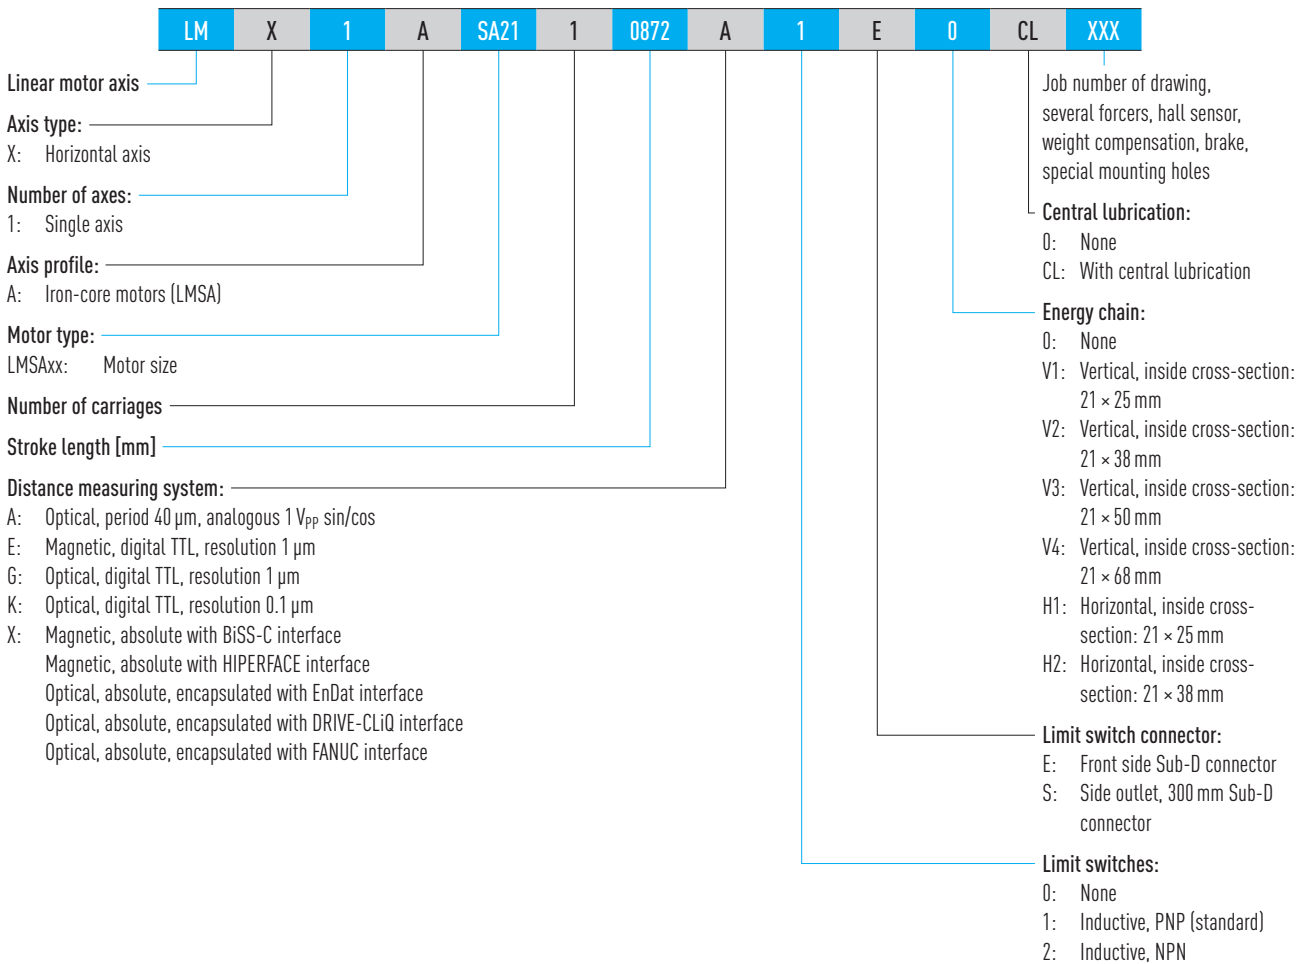 LM X 1 A SA21 1 0872 A 1 E 0 CL XXX
Linear motor axis
Axis type:
X: Horizontal axis
Number of axes:
1: Single axis
Axis profile:
A: Iron-core motors (LMSA)
Motor type:
LMSAxx: Motor size
Number of carriages
Stroke length [mm]
Distance measuring system:
A: Optical, period 40 µm, analogous 1 VPP sin/cos
E: Magnetic, digital TTL, resolution 1 µm
G: Optical, digital TTL, resolution 1 µm
K: Optical, digital TTL, resolution 0.1 µm
X: Magnetic, absolute with BiSS-C interface
Magnetic, absolute with HIPERFACE interface
Optical, absolute, encapsulated with EnDat interface
Optical, absolute, encapsulated with DRIVE-CLiQ interface
Optical, absolute, encapsulated with FANUC interface
Job number of drawing,
several forcers, hall sensor,
weight compensation, brake,
special mounting holes
Central lubrication:
0: None
CL: With central lubrication
Energy chain:
0: None
V1: Vertical, inside cross-section:
21 × 25 mm
V2: Vertical, inside cross-section:
21 × 38 mm
V3: Vertical, inside cross-section:
21 × 50 mm
V4: Vertical, inside cross-section:
21 × 68 mm
H1: Horizontal, inside cross-
section: 21 × 25 mm
H2: Horizontal, inside cross-
section: 21 × 38 mm
Limit switch connector:
E: Front side Sub-D connector
S: Side outlet, 300 mm Sub-D
connector
Limit switches:
0: None
1: Inductive, PNP (standard)
2: Inductive, NPN